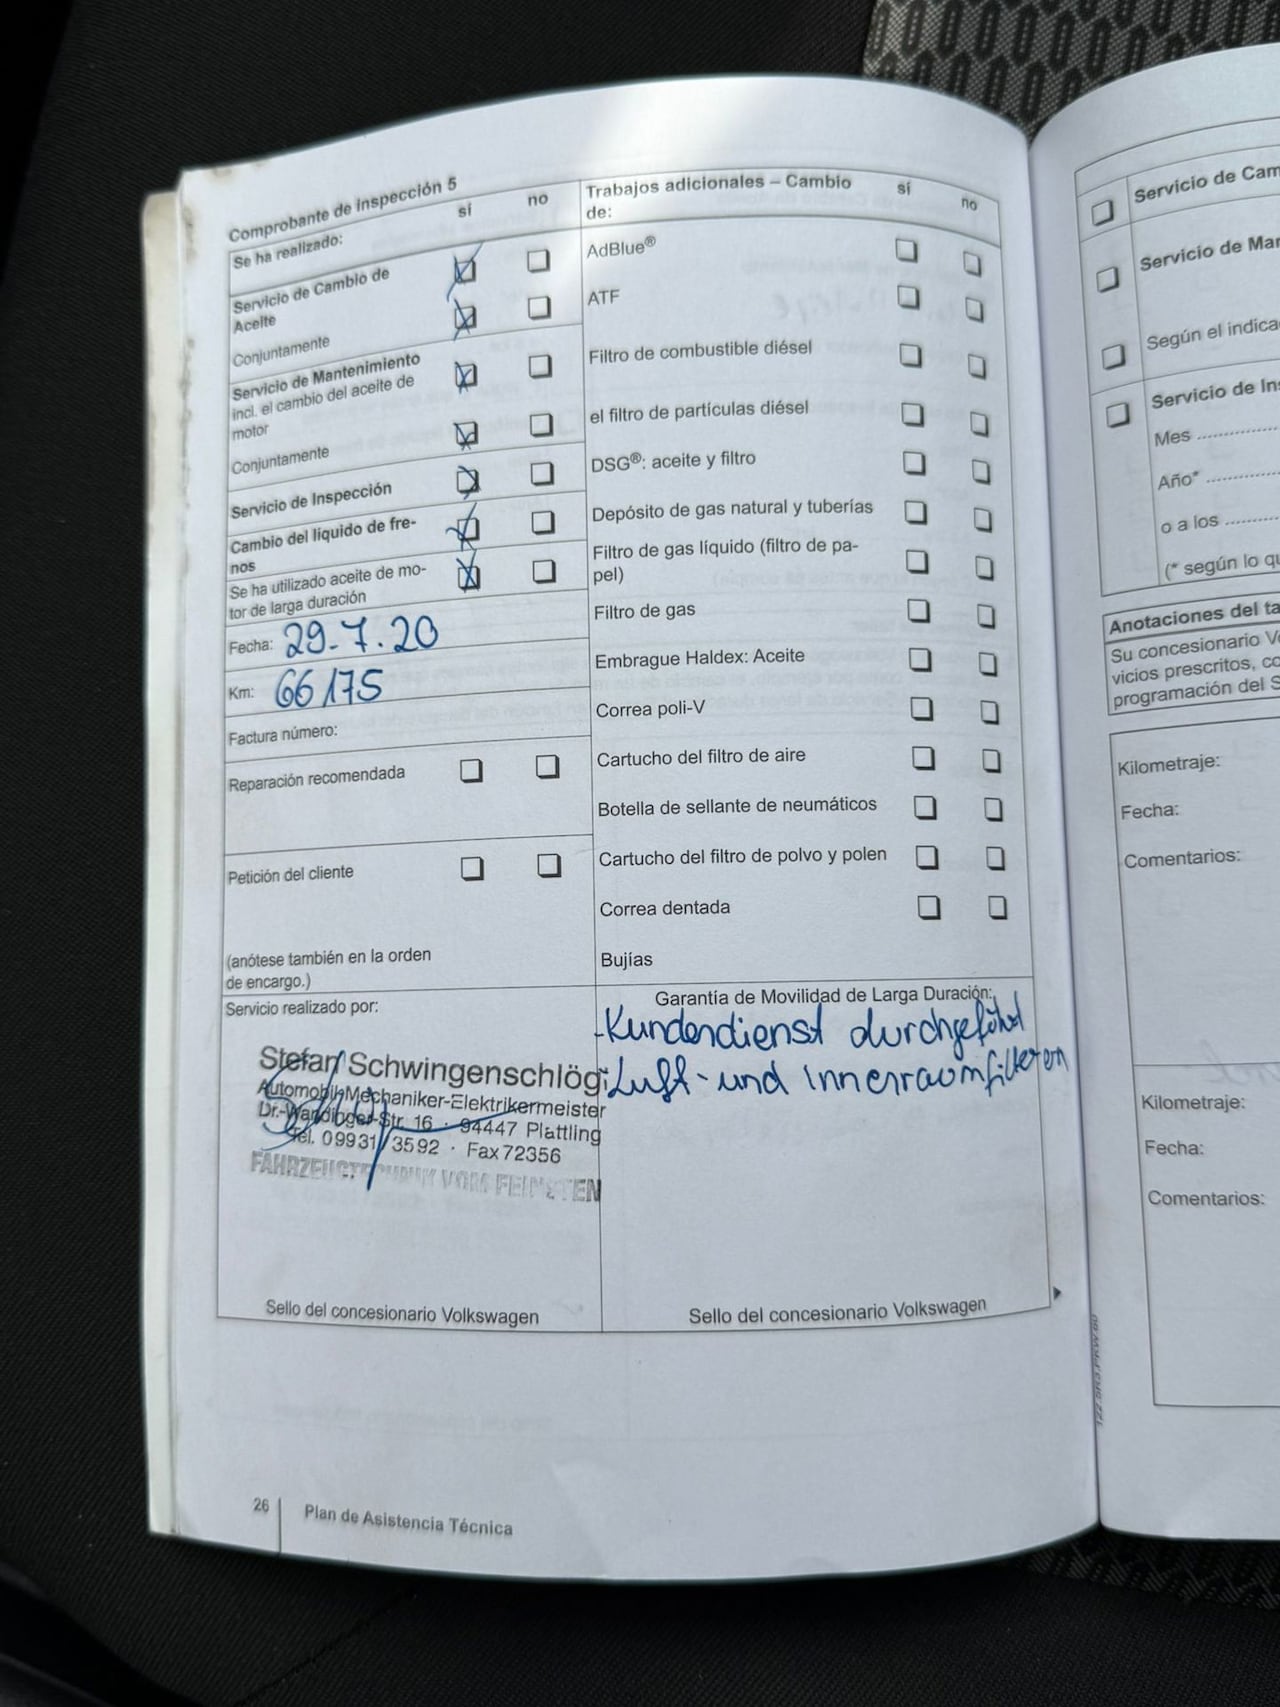 Comprobante de inspección 5
sí no
Se ha realizado:
Servicio de Cambio de
Aceite
Conjuntamente
Servicio de Mantenimiento
incl. el cambio del aceite de
motor
Conjuntamente
Servicio de Inspección
Cambio del líquido de fre-
nos
Se ha utilizado aceite de mo-
tor de larga duración
Fecha: 29.7.20
Km: 66175
Factura número:
Reparación recomendada
Petición del cliente
(anótese también en la orden
de encargo.)
Servicio realizado por:
Stefan Schwingenschlögl
Automobil-Mechaniker-Elektrikermeister
Dr.-Wandinger-Str. 16 · 94447 Plattling
Tel. 09931/3592 · Fax 72356
FAHRZEUGTECHNIK VOM FEINSTEN
Sello del concesionario Volkswagen
Trabajos adicionales – Cambio
de:
sí no
AdBlue®
ATF
Filtro de combustible diésel
el filtro de partículas diésel
DSG®: aceite y filtro
Depósito de gas natural y tuberías
Filtro de gas líquido (filtro de pa-
pel)
Filtro de gas
Embrague Haldex: Aceite
Correa poli-V
Cartucho del filtro de aire
Botella de sellante de neumáticos
Cartucho del filtro de polvo y polen
Correa dentada
Bujías
Garantía de Movilidad de Larga Duración:
-Kundendienst durchgeführt
Luft- und Innenraumfiltern
Sello del concesionario Volkswagen
26
Plan de Asistencia Técnica
Servicio de Cam
Servicio de Man
Según el indica
Servicio de Ins
Mes
Año*
o a los
(* según lo qu
Anotaciones del ta
Su concesionario Vo
vicios prescritos, co
programación del S
Kilometraje:
Fecha:
Comentarios:
Kilometraje:
Fecha:
Comentarios: